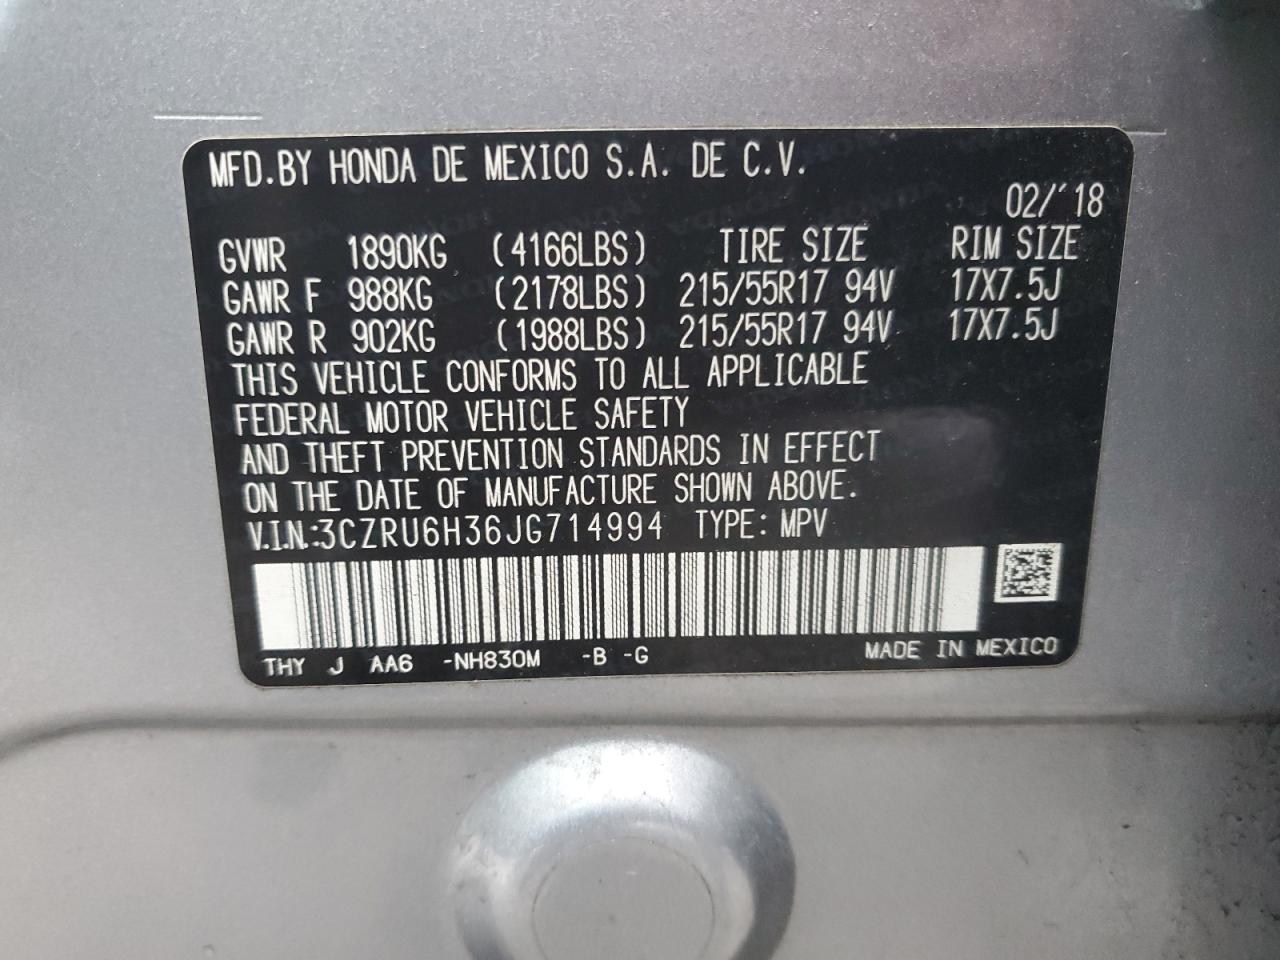 MFD.BY HONDA DE MEXICO S.A. DE C.V.
02/'18
GVWR 1890KG (4166LBS) TIRE SIZE RIM SIZE
GAWR F 988KG (2178LBS) 215/55R17 94V 17X7.5J
GAWR R 902KG (1988LBS) 215/55R17 94V 17X7.5J
THIS VEHICLE CONFORMS TO ALL APPLICABLE
FEDERAL MOTOR VEHICLE SAFETY
AND THEFT PREVENTION STANDARDS IN EFFECT
ON THE DATE OF MANUFACTURE SHOWN ABOVE.
V.I.N.:3CZRU6H36JG714994 TYPE: MPV
THY J AA6 -NH830M -B -G MADE IN MEXICO